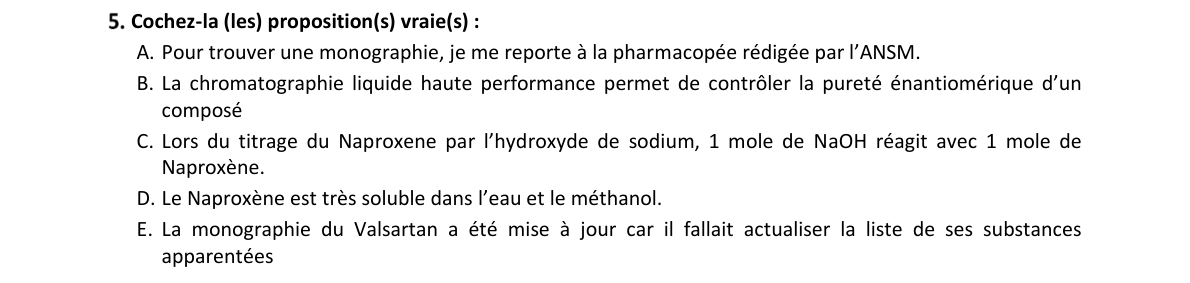 5. Cochez-la (les) proposition(s) vraie(s) :
A. Pour trouver une monographie, je me reporte à la pharmacopée rédigée par l’ANSM.
B. La chromatographie liquide haute performance permet de contrôler la pureté énantiomérique d’un
composé
C. Lors du titrage du Naproxene par l’hydroxyde de sodium, 1 mole de NaOH réagit avec 1 mole de
Naproxène.
D. Le Naproxène est très soluble dans l’eau et le méthanol.
E. La monographie du Valsartan a été mise à jour car il fallait actualiser la liste de ses substances
apparentées